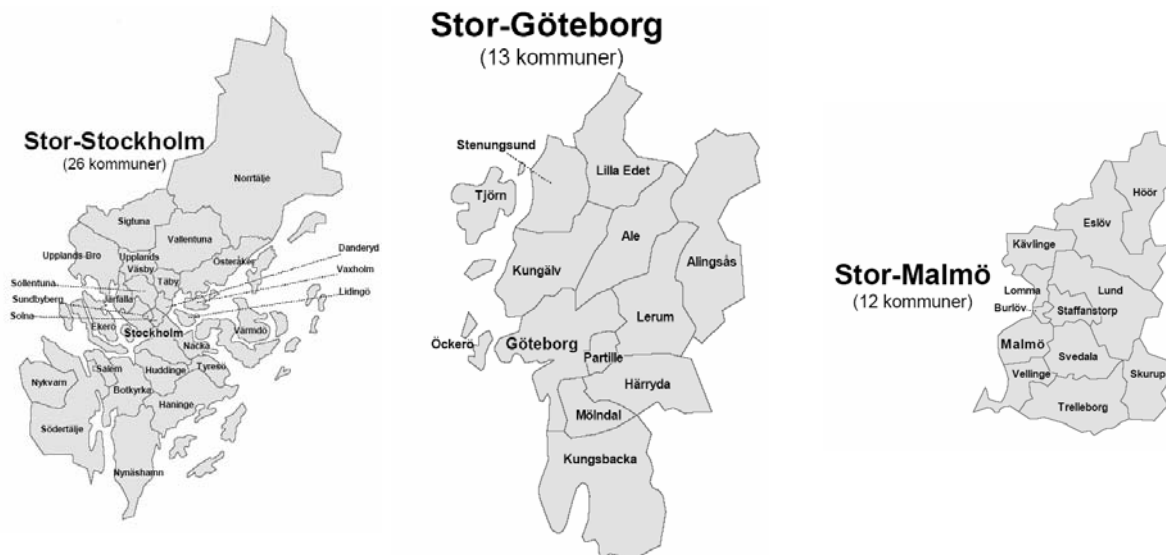 Stor-Stockholm
(26 kommuner)
Norrtälje
Sigtuna
Vallentuna
Upplands-Bro
Upplands
Väsby
Österåker
Danderyd
Täby
Vaxholm
Sollentuna
Järfälla
Lidingö
Sundbyberg
Solna
Ekerö
Stockholm
Värmdö
Nacka
Salem
Huddinge
Tyresö
Nykvarn
Botkyrka
Haninge
Södertälje
Nynäshamn
Stor-Göteborg
(13 kommuner)
Stenungsund
Lilla Edet
Tjörn
Ale
Kungälv
Alingsås
Lerum
Öckerö
Göteborg
Partille
Härryda
Mölndal
Kungsbacka
Stor-Malmö
(12 kommuner)
Höör
Eslöv
Kävlinge
Lomma
Lund
Burlöv
Staffanstorp
Malmö
Svedala
Vellinge
Skurup
Trelleborg